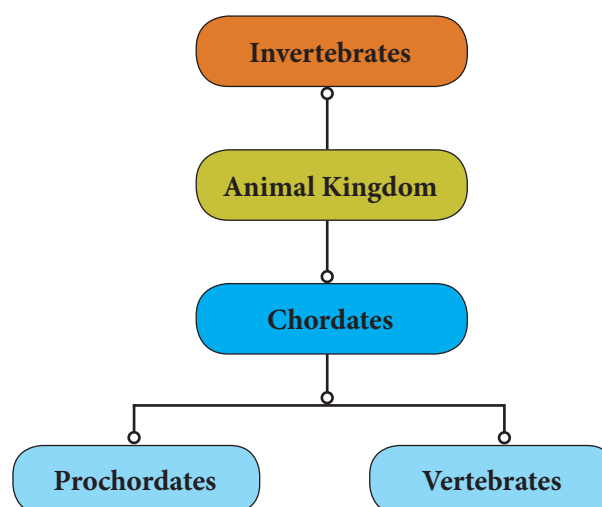 Invertebrates
Animal Kingdom
Chordates
Prochordates
Vertebrates